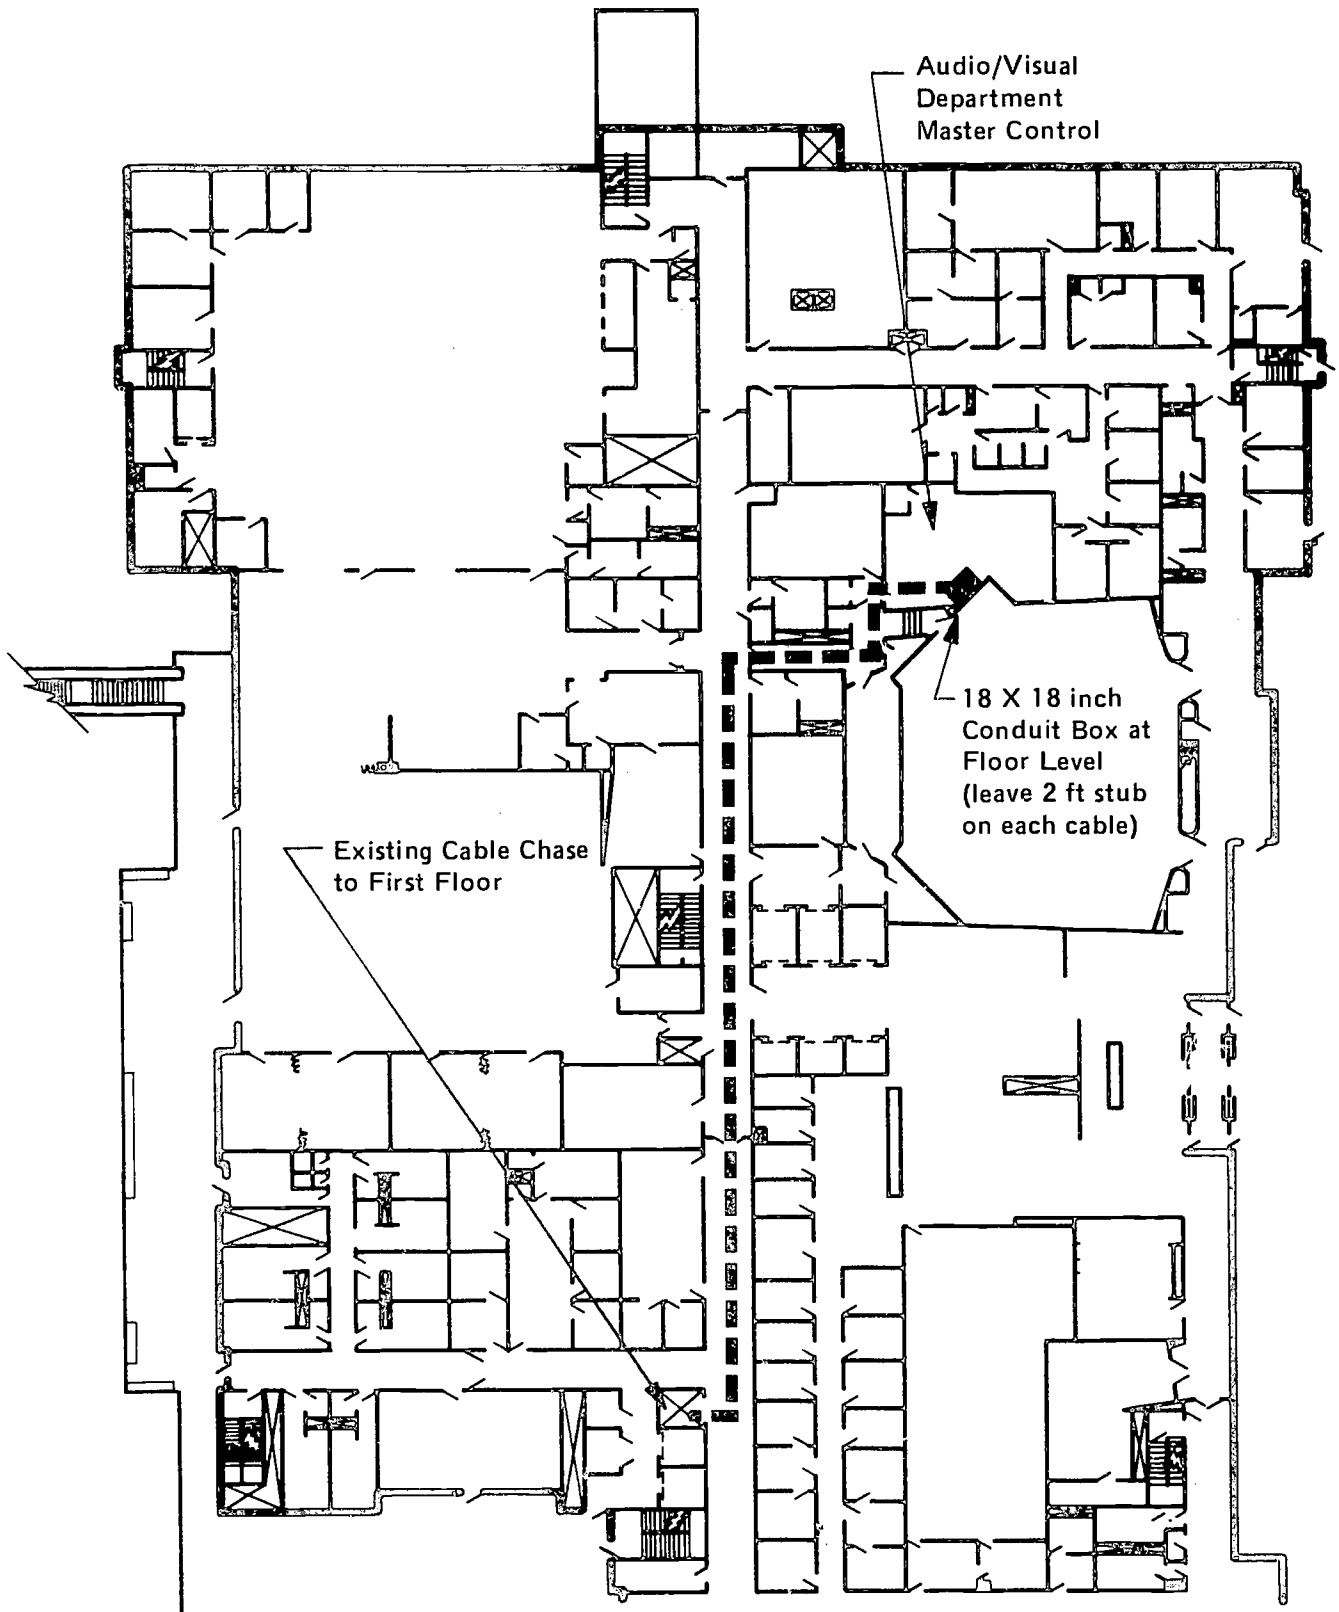 Audio/Visual
Department
Master Control
18 X 18 inch
Conduit Box at
Floor Level
(leave 2 ft stub
on each cable)
Existing Cable Chase
to First Floor